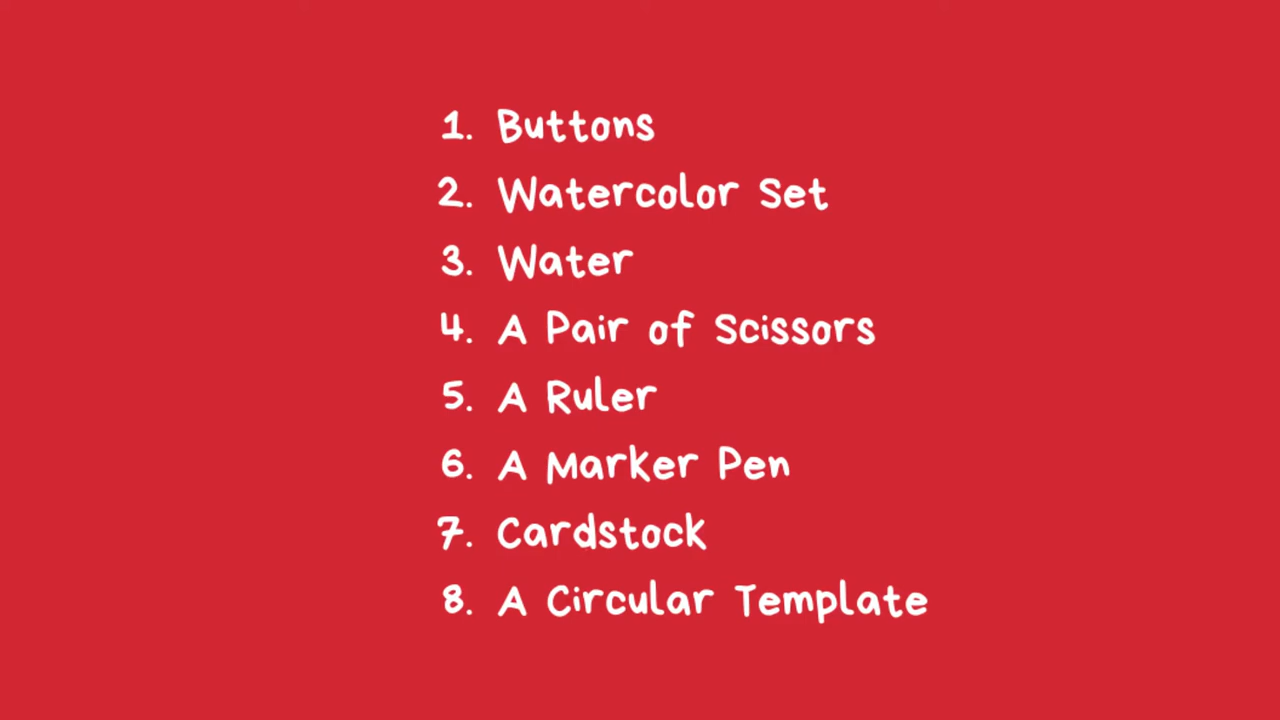 1. Buttons
2. Watercolor Set
3. Water
4. A Pair of Scissors
5. A Ruler
6. A Marker Pen
7. Cardstock
8. A Circular Template